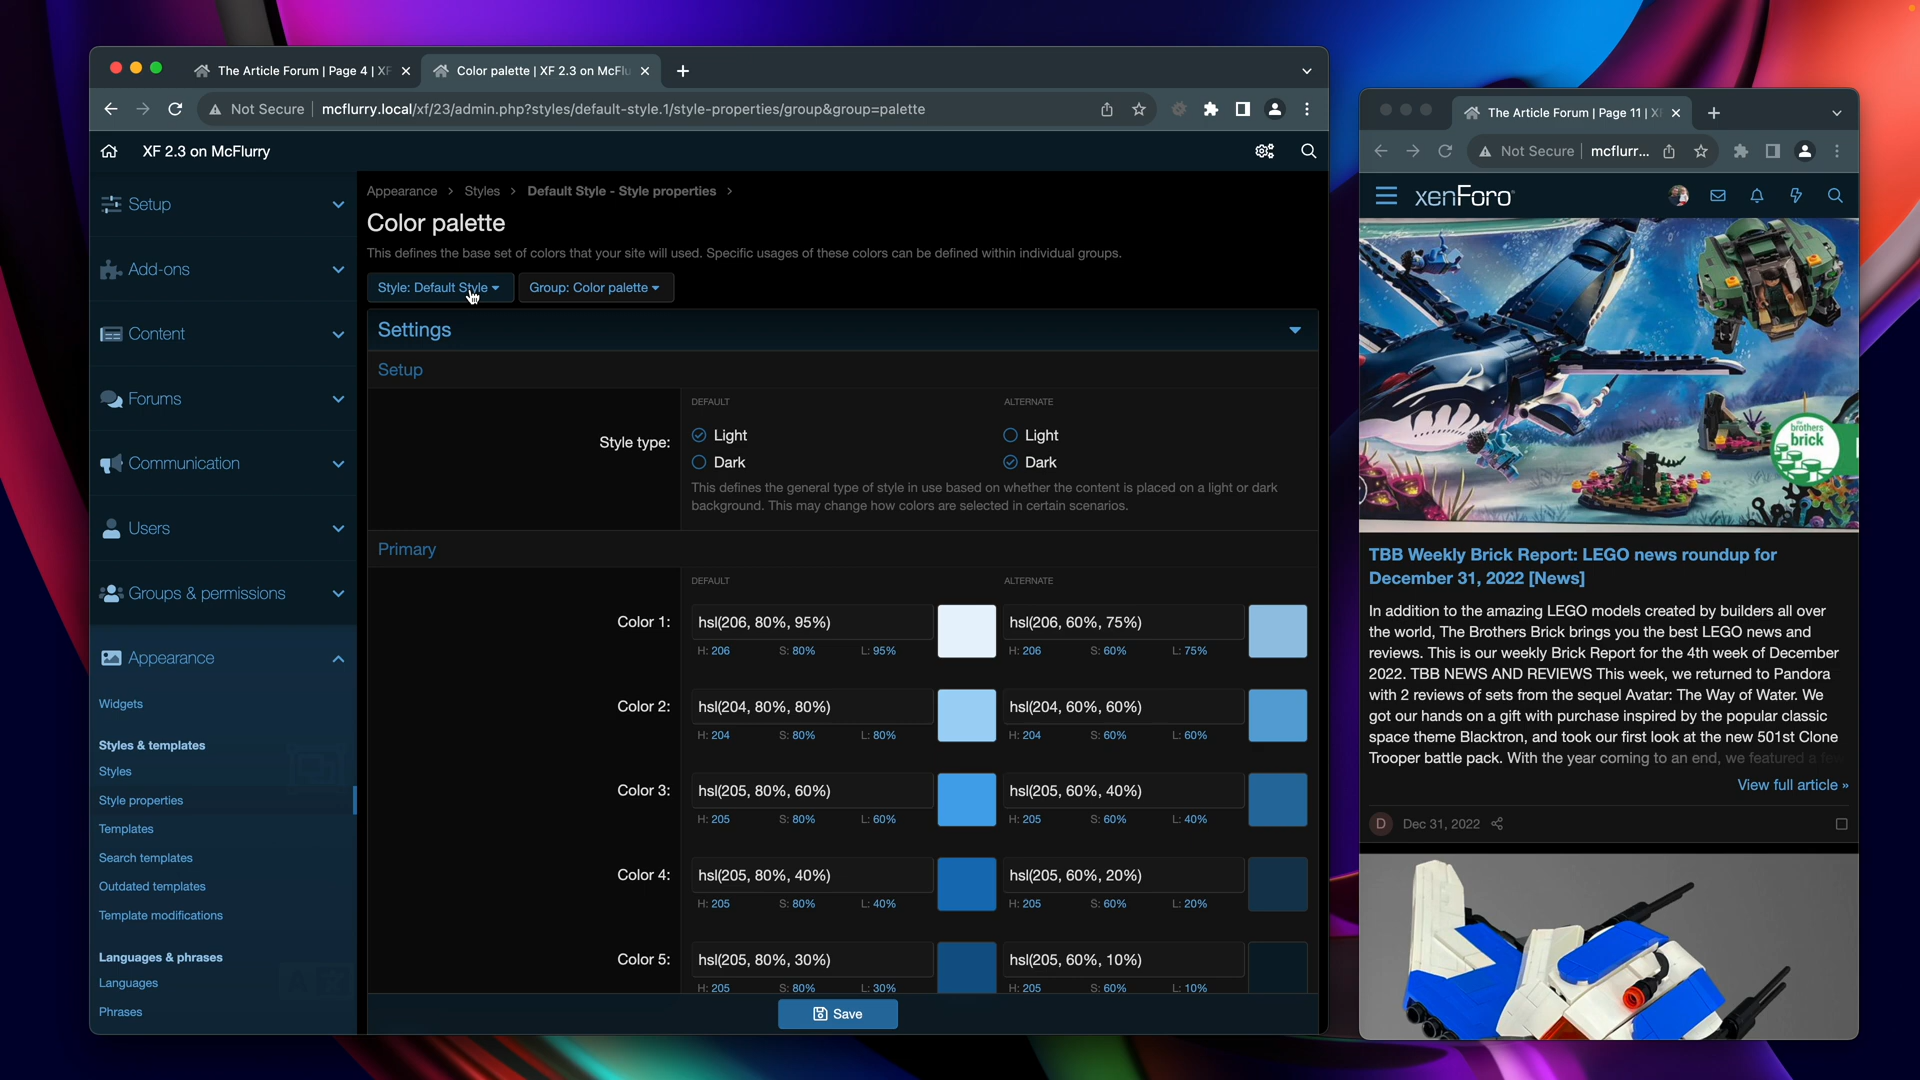 The Article Forum | Page 4 | XF
Color palette | XF 2.3 on McFlu
Not Secure
mcflurry.local/xf/23/admin.php?styles/default-style.1/style-properties/group&group=palette
XF 2.3 on McFlurry
Setup
Add-ons
Content
Forums
Communication
Users
Groups & permissions
Appearance
Widgets
Styles & templates
Styles
Style properties
Templates
Search templates
Outdated templates
Template modifications
Languages & phrases
Languages
Phrases
Appearance > Styles > Default Style - Style properties >
Color palette
This defines the base set of colors that your site will used. Specific usages of these colors can be defined within individual groups.
Style: Default Style
Group: Color palette
Settings
Setup
DEFAULT ALTERNATE
Style type:
Light Light
Dark Dark
This defines the general type of style in use based on whether the content is placed on a light or dark
background. This may change how colors are selected in certain scenarios.
Primary
DEFAULT ALTERNATE
Color 1: hsl(206, 80%, 95%) hsl(206, 60%, 75%)
H: 206 S: 80% L: 95% H: 206 S: 60% L: 75%
Color 2: hsl(204, 80%, 80%) hsl(204, 60%, 60%)
H: 204 S: 80% L: 80% H: 204 S: 60% L: 60%
Color 3: hsl(205, 80%, 60%) hsl(205, 60%, 40%)
H: 205 S: 80% L: 60% H: 205 S: 60% L: 40%
Color 4: hsl(205, 80%, 40%) hsl(205, 60%, 20%)
H: 205 S: 80% L: 40% H: 205 S: 60% L: 20%
Color 5: hsl(205, 80%, 30%) hsl(205, 60%, 10%)
H: 205 S: 80% L: 30% H: 205 S: 60% L: 10%
Save
The Article Forum | Page 11 | XF
Not Secure
mcflurr...
xenForo
brothers
brick
TBB Weekly Brick Report: LEGO news roundup for
December 31, 2022 [News]
In addition to the amazing LEGO models created by builders all over
the world, The Brothers Brick brings you the best LEGO news and
reviews. This is our weekly Brick Report for the 4th week of December
2022. TBB NEWS AND REVIEWS This week, we returned to Pandora
with 2 reviews of sets from the sequel Avatar: The Way of Water. We
got our hands on a gift with purchase inspired by the popular classic
space theme Blacktron, and took our first look at the new 501st Clone
Trooper battle pack. With the year coming to an end, we featured a few
View full article »
D Dec 31, 2022